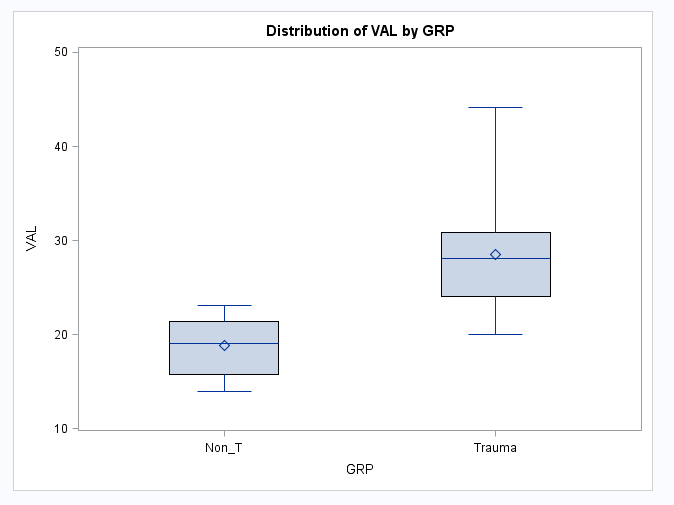 Distribution of VAL by GRP
50
40
30
20
10
VAL
Non_T
Trauma
GRP